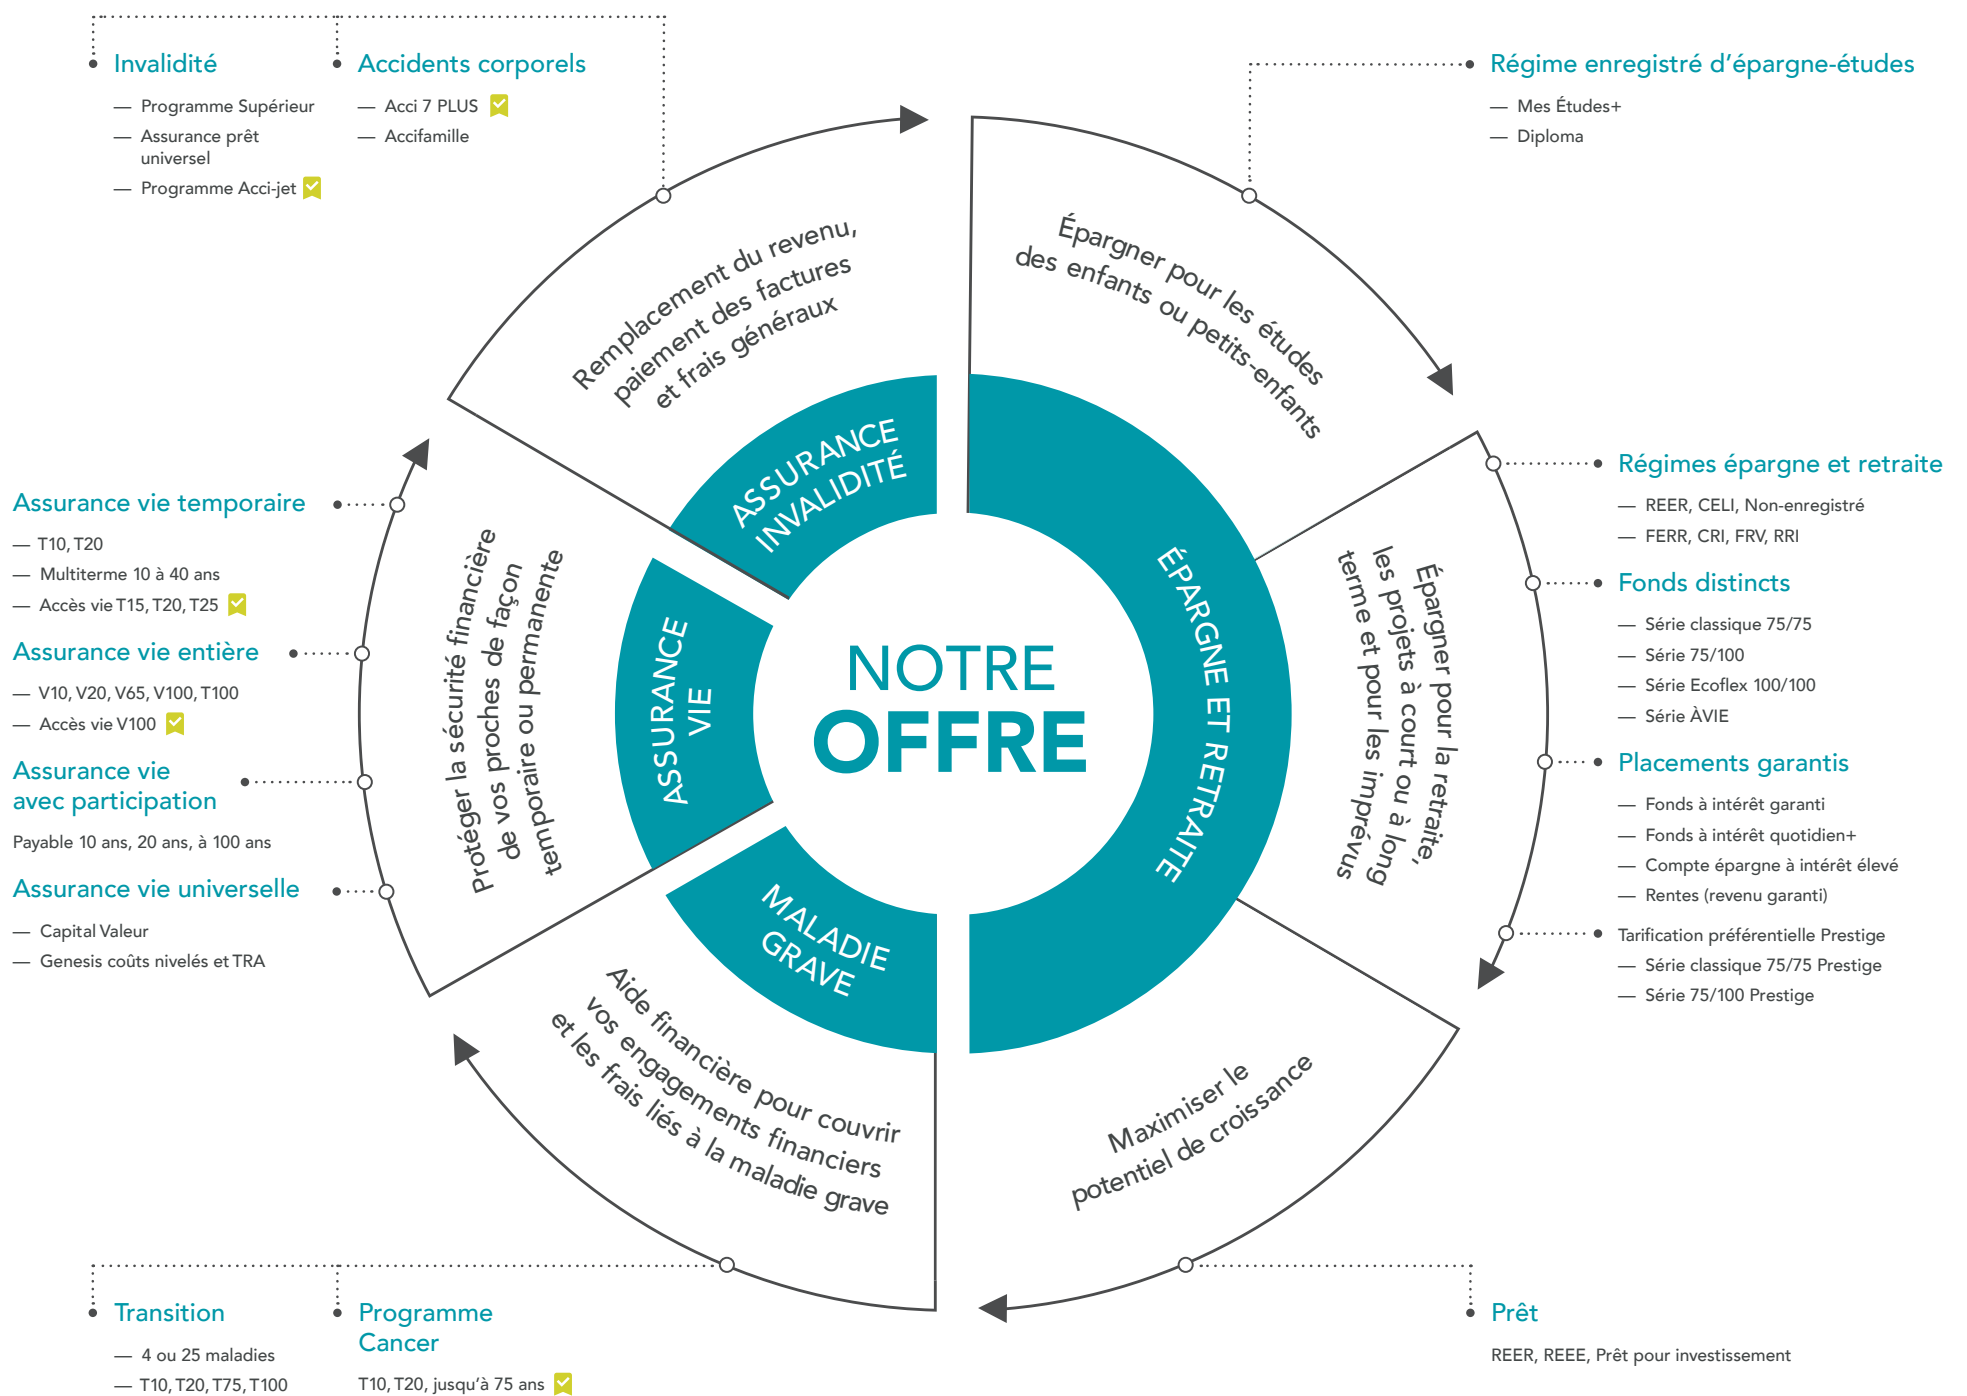 Invalidité
— Programme Supérieur
— Assurance prêt
universel
— Programme Acci-jet
Accidents corporels
— Acci 7 PLUS
— Accifamille
Régime enregistré d’épargne-études
— Mes Études+
— Diploma
Remplacement du revenu,
paiement des factures
et frais généraux
Épargner pour les études
des enfants ou petits-enfants
ASSURANCE
INVALIDITÉ
Assurance vie temporaire
— T10, T20
— Multiterme 10 à 40 ans
— Accès vie T15, T20, T25
Assurance vie entière
— V10, V20, V65, V100, T100
— Accès vie V100
Assurance vie
avec participation
Payable 10 ans, 20 ans, à 100 ans
Assurance vie universelle
— Capital Valeur
— Genesis coûts nivelés et TRA
Protéger la sécurité financière
de vos proches de façon
temporaire ou permanente
ASSURANCE
VIE
NOTRE
OFFRE
ÉPARGNE ET RETRAITE
Épargner pour la retraite,
les projets à court ou à long
terme et pour les imprévus
Régimes épargne et retraite
— REER, CELI, Non-enregistré
— FERR, CRI, FRV, RRI
Fonds distincts
— Série classique 75/75
— Série 75/100
— Série Ecoflex 100/100
— Série ÀVIE
Placements garantis
— Fonds à intérêt garanti
— Fonds à intérêt quotidien+
— Compte épargne à intérêt élevé
— Rentes (revenu garanti)
Tarification préférentielle Prestige
— Série classique 75/75 Prestige
— Série 75/100 Prestige
MALADIE
GRAVE
Aide financière pour couvrir
vos engagements financiers
et les frais liés à la maladie grave
Maximiser le
potentiel de croissance
Transition
— 4 ou 25 maladies
— T10, T20, T75, T100
Programme
Cancer
T10, T20, jusqu’à 75 ans
Prêt
REER, REEE, Prêt pour investissement